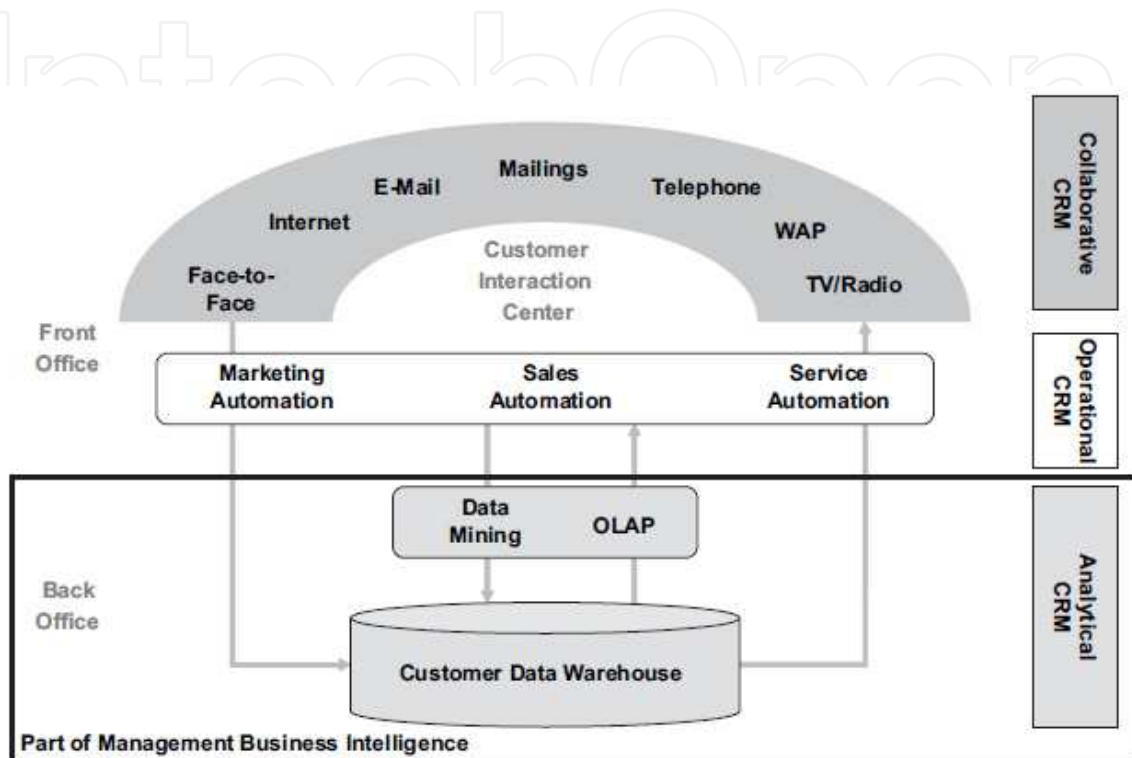 IntechOpen
Mailings
E-Mail
Telephone
Internet
WAP
Face-to-
Face
TV/Radio
Customer
Interaction
Center
Collaborative
CRM
Front
Office
Marketing
Automation
Sales
Automation
Service
Automation
Operational
CRM
Data
Mining
OLAP
Back
Office
Customer Data Warehouse
Analytical
CRM
Part of Management Business Intelligence